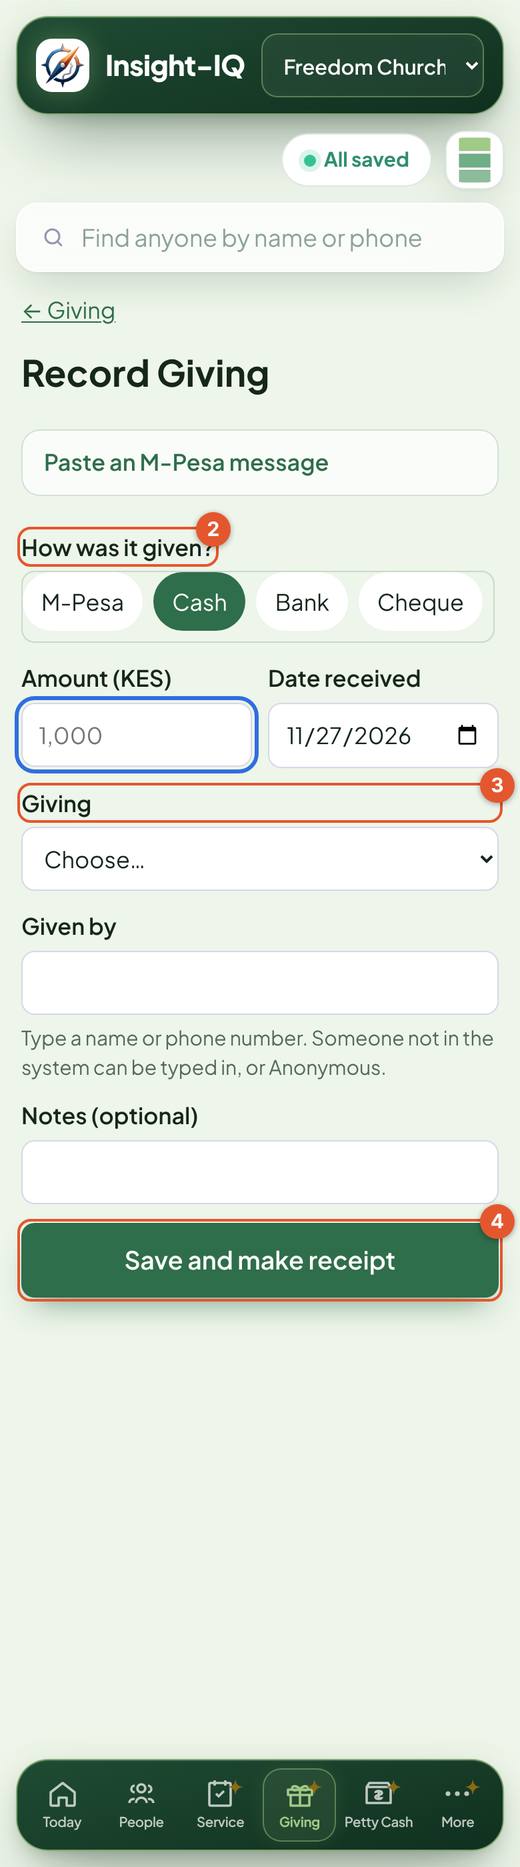 Insight-IQ
Freedom Church
All saved
Find anyone by name or phone
← Giving
Record Giving
Paste an M-Pesa message
2
How was it given?
M-Pesa Cash Bank Cheque
Amount (KES) Date received
1,000 11/27/2026
3
Giving
Choose...
Given by
Type a name or phone number. Someone not in the
system can be typed in, or Anonymous.
Notes (optional)
4
Save and make receipt
Today People Service Giving Petty Cash More